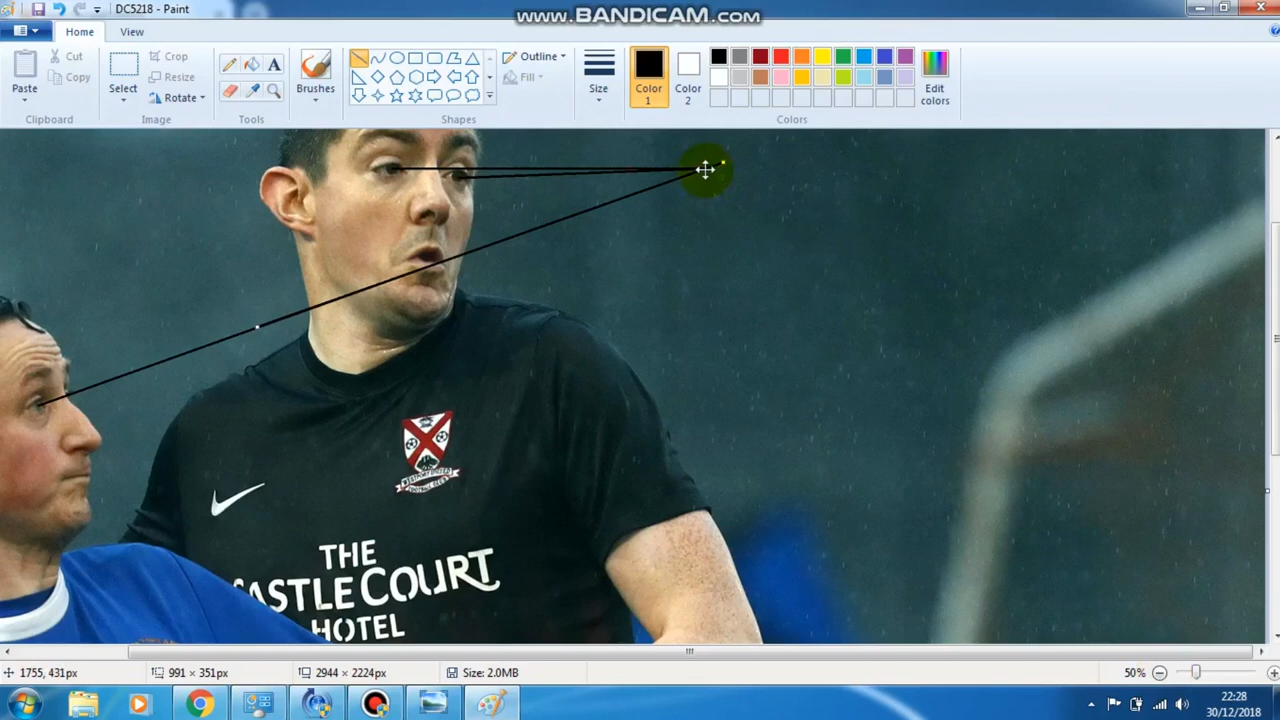 DC5218 - Paint
www.BANDICAM.com
Home
View
Paste
Cut
Copy
Clipboard
Select
Crop
Resize
Rotate
Image
A
Tools
Brushes
Shapes
Outline
Fill
Size
Color
1
Color
2
Edit
colors
Colors
THE
ASTLE COURT
HOTEL
1755, 431px
991 × 351px
2944 × 2224px
Size: 2.0MB
50%
22:28
30/12/2018